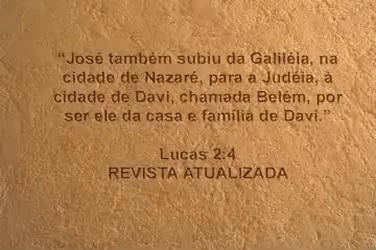 “José também subiu da Galiléia, na
cidade de Nazaré, para a Judéia, à
cidade de Davi, chamada Belém, por
ser ele da casa e família de Davi.”
Lucas 2:4
REVISTA ATUALIZADA